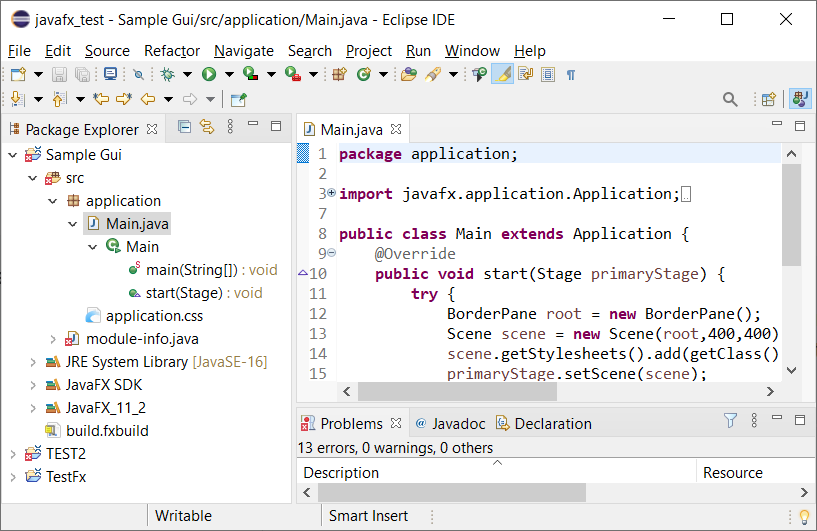 javafx_test - Sample Gui/src/application/Main.java - Eclipse IDE
File Edit Source Refactor Navigate Search Project Run Window Help
Package Explorer
Sample Gui
src
application
Main.java
Main
main(String[]) : void
start(Stage) : void
application.css
module-info.java
JRE System Library [JavaSE-16]
JavaFX SDK
JavaFX_11_2
build.fxbuild
TEST2
TestFx
Main.java
1 package application;
2
3 import javafx.application.Application;
7
8 public class Main extends Application {
9 @Override
10 public void start(Stage primaryStage) {
11 try {
12 BorderPane root = new BorderPane();
13 Scene scene = new Scene(root,400,400)
14 scene.getStylesheets().add(getClass()
15 primaryStage.setScene(scene);
Problems @ Javadoc Declaration
13 errors, 0 warnings, 0 others
Description Resource
Writable Smart Insert